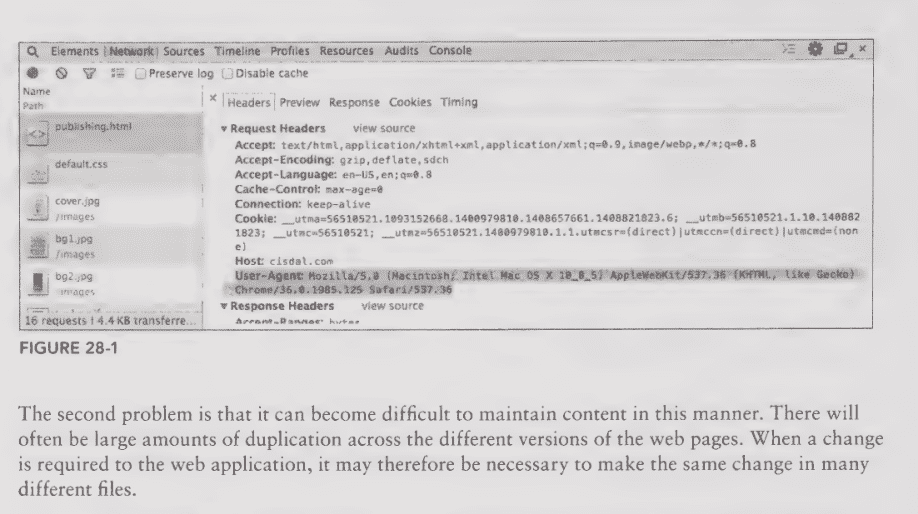 Elements Network Sources Timeline Profiles Resources Audits Console
Preserve log Disable cache
Name
Path
× Headers Preview Response Cookies Timing
publishing.html
default.css
cover.jpg
/images
bg1.jpg
/images
bg2.jpg
images
16 requests | 4.4 KB transferre...
▼ Request Headers view source
Accept: text/html,application/xhtml+xml,application/xml;q=0.9,image/webp,*/*;q=0.8
Accept-Encoding: gzip,deflate,sdch
Accept-Language: en-US,en;q=0.8
Cache-Control: max-age=0
Connection: keep-alive
Cookie: __utma=56510521.1093152668.1400979810.1408657661.1408821823.6; __utmb=56510521.1.10.140882
1823; __utmc=56510521; __utmz=56510521.1400979810.1.1.utmcsr=(direct)|utmccn=(direct)|utmcmd=(non
e)
Host: cisdal.com
User-Agent: Mozilla/5.0 (Macintosh; Intel Mac OS X 10_8_5) AppleWebKit/537.36 (KHTML, like Gecko)
Chrome/36.0.1985.125 Safari/537.36
▼ Response Headers view source
Accept-Ranges: bytes
FIGURE 28-1
The second problem is that it can become difficult to maintain content in this manner. There will
often be large amounts of duplication across the different versions of the web pages. When a change
is required to the web application, it may therefore be necessary to make the same change in many
different files.